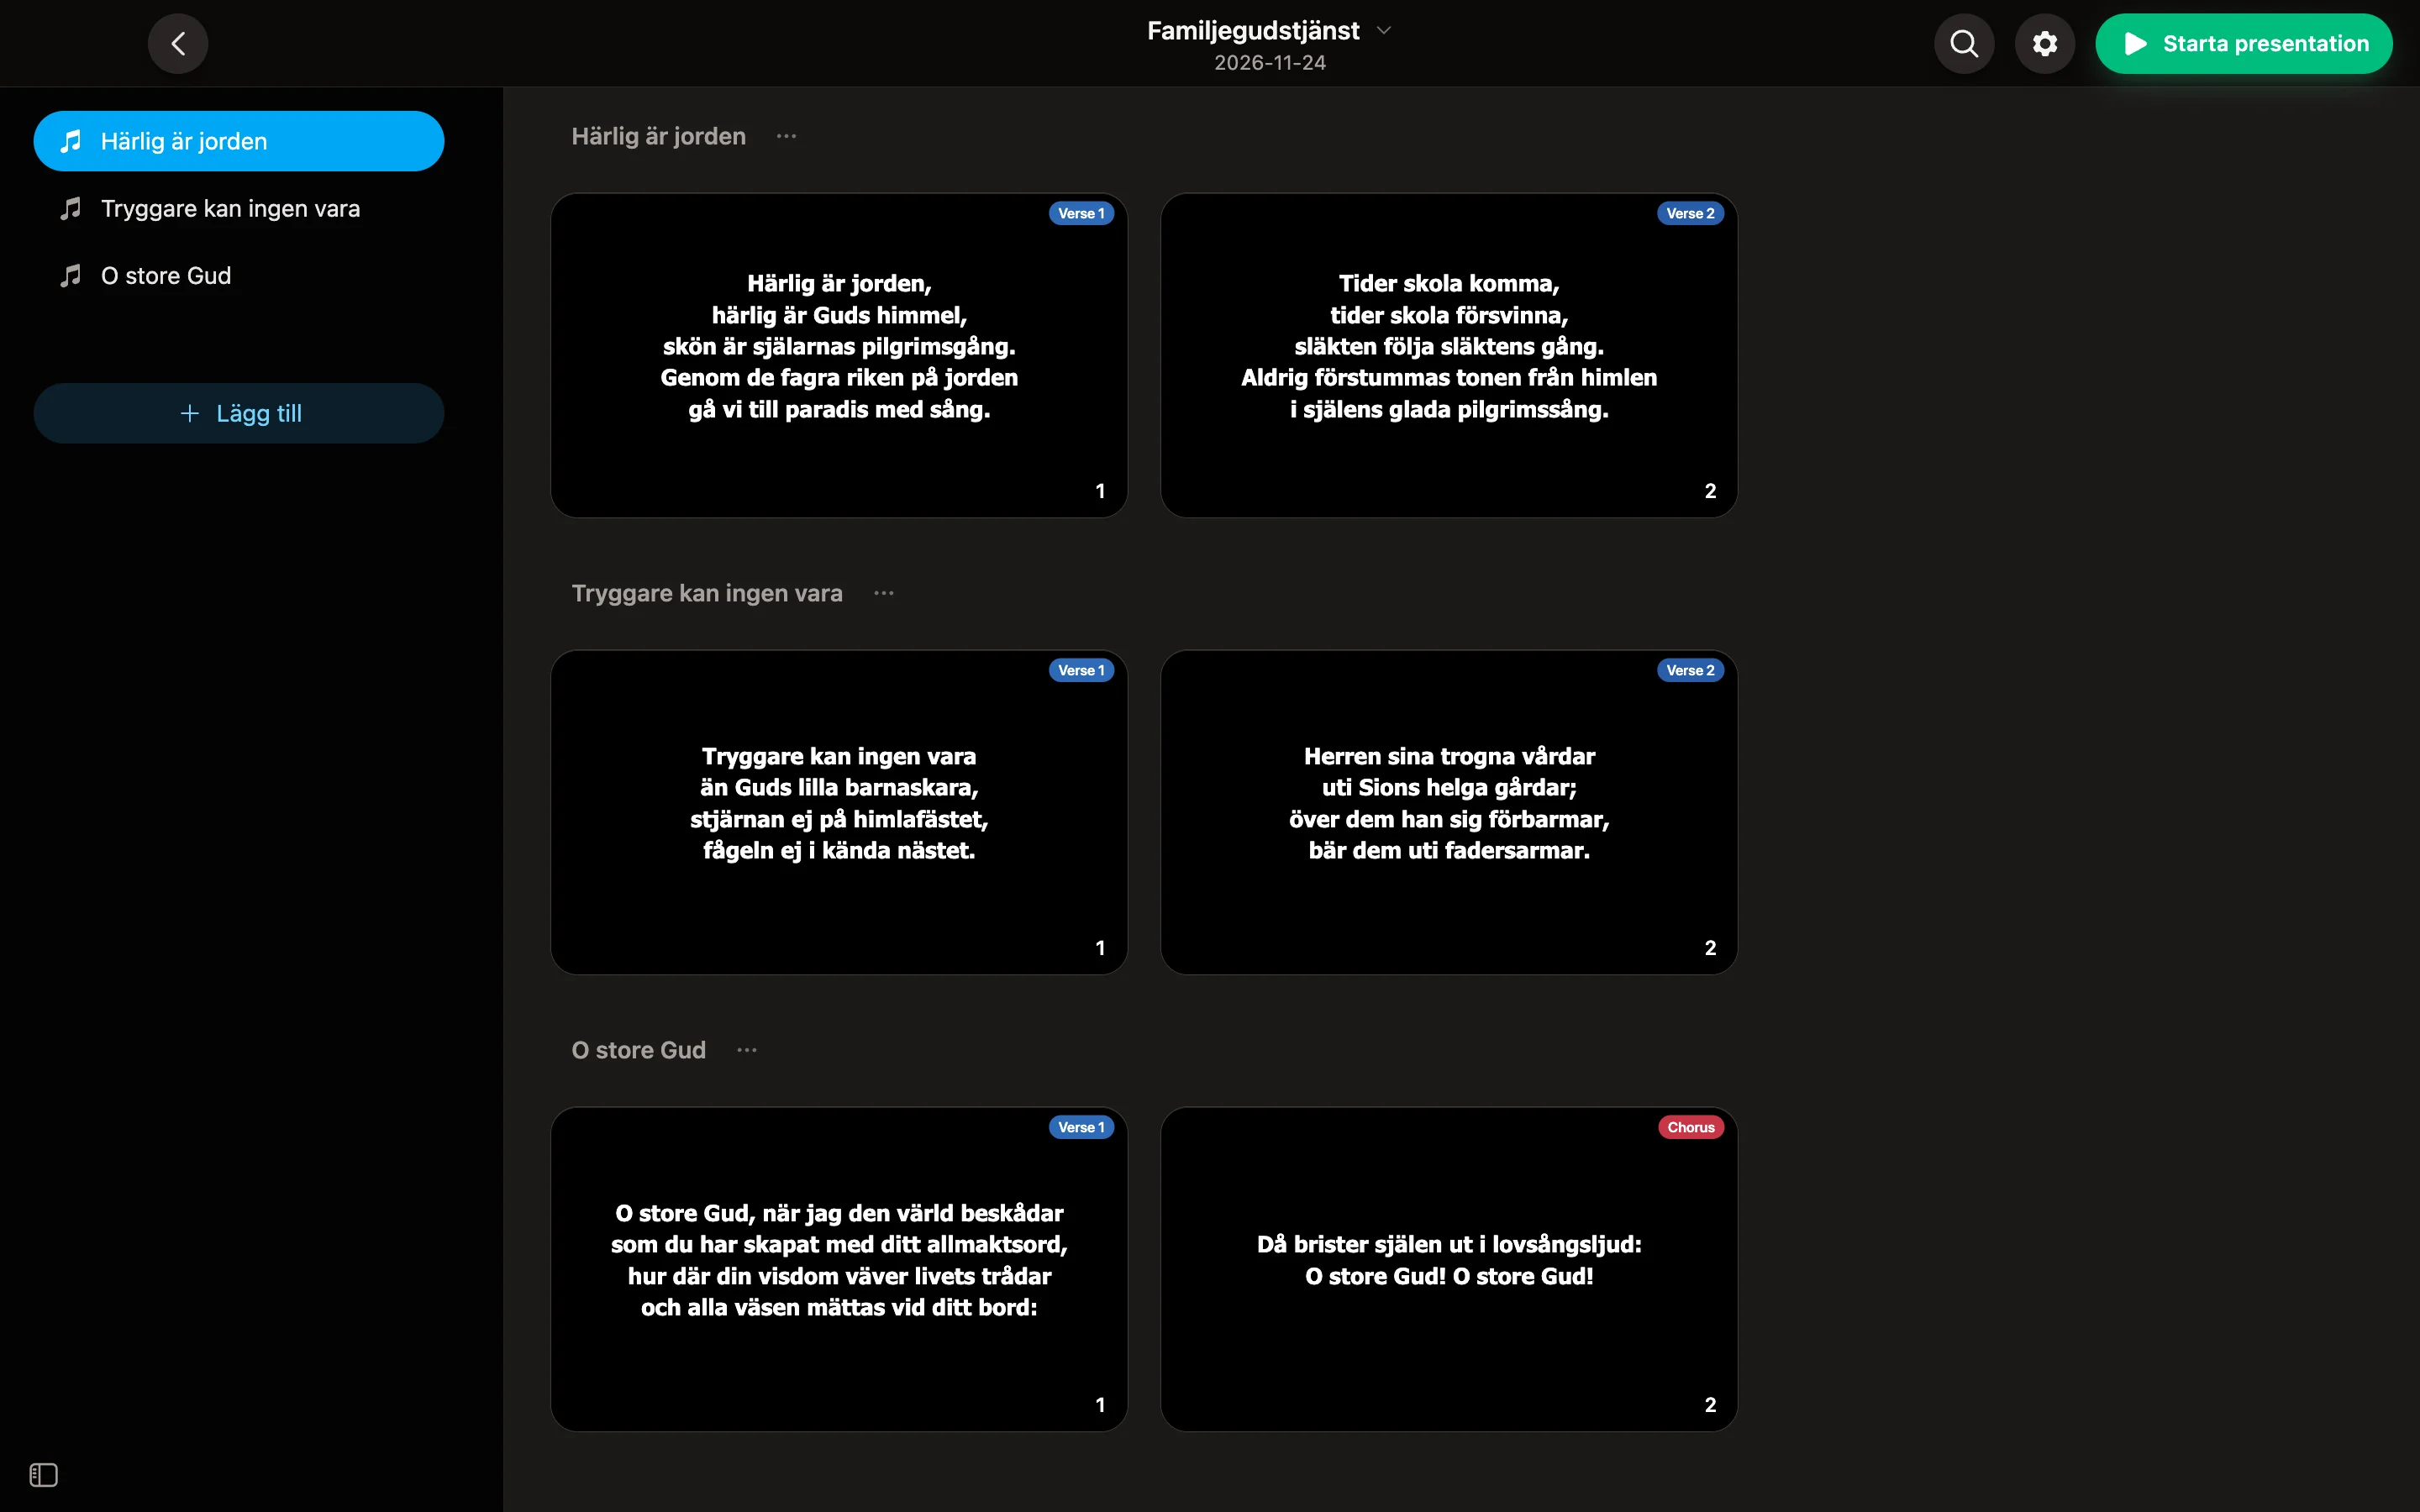 Familjegudstjänst
2026-11-24
Starta presentation
Härlig är jorden
Tryggare kan ingen vara
O store Gud
Lägg till
Härlig är jorden
Verse 1
Härlig är jorden,
härlig är Guds himmel,
skön är själarnas pilgrimsgång.
Genom de fagra riken på jorden
gå vi till paradis med sång.
1
Verse 2
Tider skola komma,
tider skola försvinna,
släkten följa släktens gång.
Aldrig förstummas tonen från himlen
i själens glada pilgrimssång.
2
Tryggare kan ingen vara
Verse 1
Tryggare kan ingen vara
än Guds lilla barnaskara,
stjärnan ej på himlafästet,
fågeln ej i kända nästet.
1
Verse 2
Herren sina trogna vårdar
uti Sions helga gårdar;
över dem han sig förbarmar,
bär dem uti fadersarmar.
2
O store Gud
Verse 1
O store Gud, när jag den värld beskådar
som du har skapat med ditt allmaktsord,
hur där din visdom väver livets trådar
och alla väsen mättas vid ditt bord:
1
Chorus
Då brister själen ut i lovsångsljud:
O store Gud! O store Gud!
2